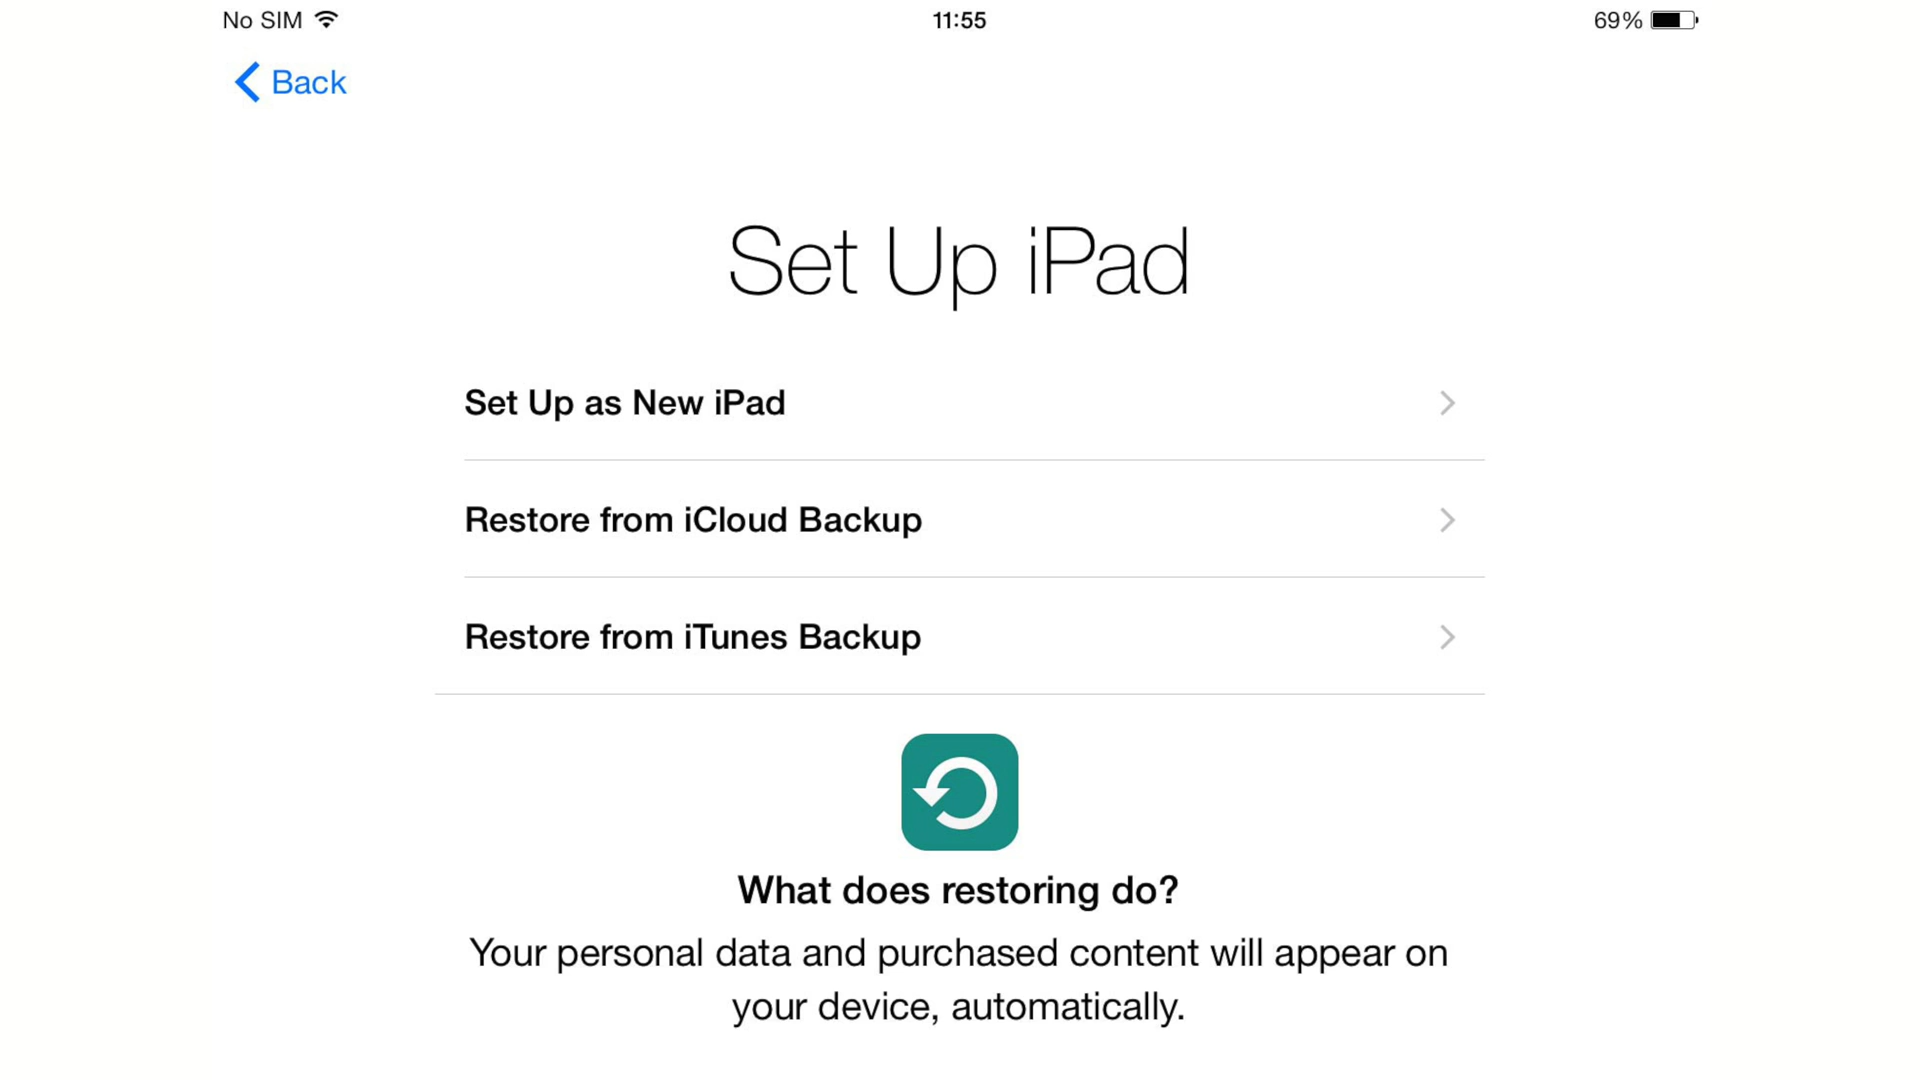 No SIM
11:55
69%
Back
Set Up iPad
Set Up as New iPad
Restore from iCloud Backup
Restore from iTunes Backup
What does restoring do?
Your personal data and purchased content will appear on
your device, automatically.